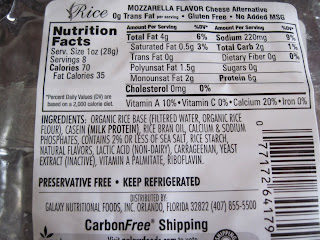 Rice MOZZARELLA FLAVOR Cheese Alternative
0g Trans Fat per serving • Gluten Free • No Added MSG
Nutrition Facts
Serv. Size 1oz (28g)
Servings 8
Calories 70
Fat Calories 35
*Percent Daily Values (DV) are
based on a 2,000 calorie diet.
Amount Per Serving %DV* Amount Per Serving %DV*
Total Fat 4g 6% Sodium 220mg 9%
Saturated Fat 0.5g 3% Total Carb 2g 1%
Trans Fat 0g Dietary Fiber 0g 0%
Polyunsat Fat 1.5g Sugars 0g
Monounsat Fat 2g Protein 6g
Cholesterol 0mg 0%
Vitamin A 10% • Vitamin C 0% • Calcium 20% • Iron 0%
INGREDIENTS: ORGANIC RICE BASE (FILTERED WATER, ORGANIC RICE
FLOUR), CASEIN (MILK PROTEIN), RICE BRAN OIL, CALCIUM & SODIUM
PHOSPHATES, CONTAINS 2% OR LESS OF SEA SALT, RICE STARCH,
NATURAL FLAVORS, LACTIC ACID (NON-DAIRY), CARRAGEENAN, YEAST
EXTRACT (INACTIVE), VITAMIN A PALMITATE, RIBOFLAVIN.
PRESERVATIVE FREE • KEEP REFRIGERATED
DISTRIBUTED BY
GALAXY NUTRITIONAL FOODS, INC. ORLANDO, FLORIDA 32822 (407) 855-5500
CarbonFree Shipping